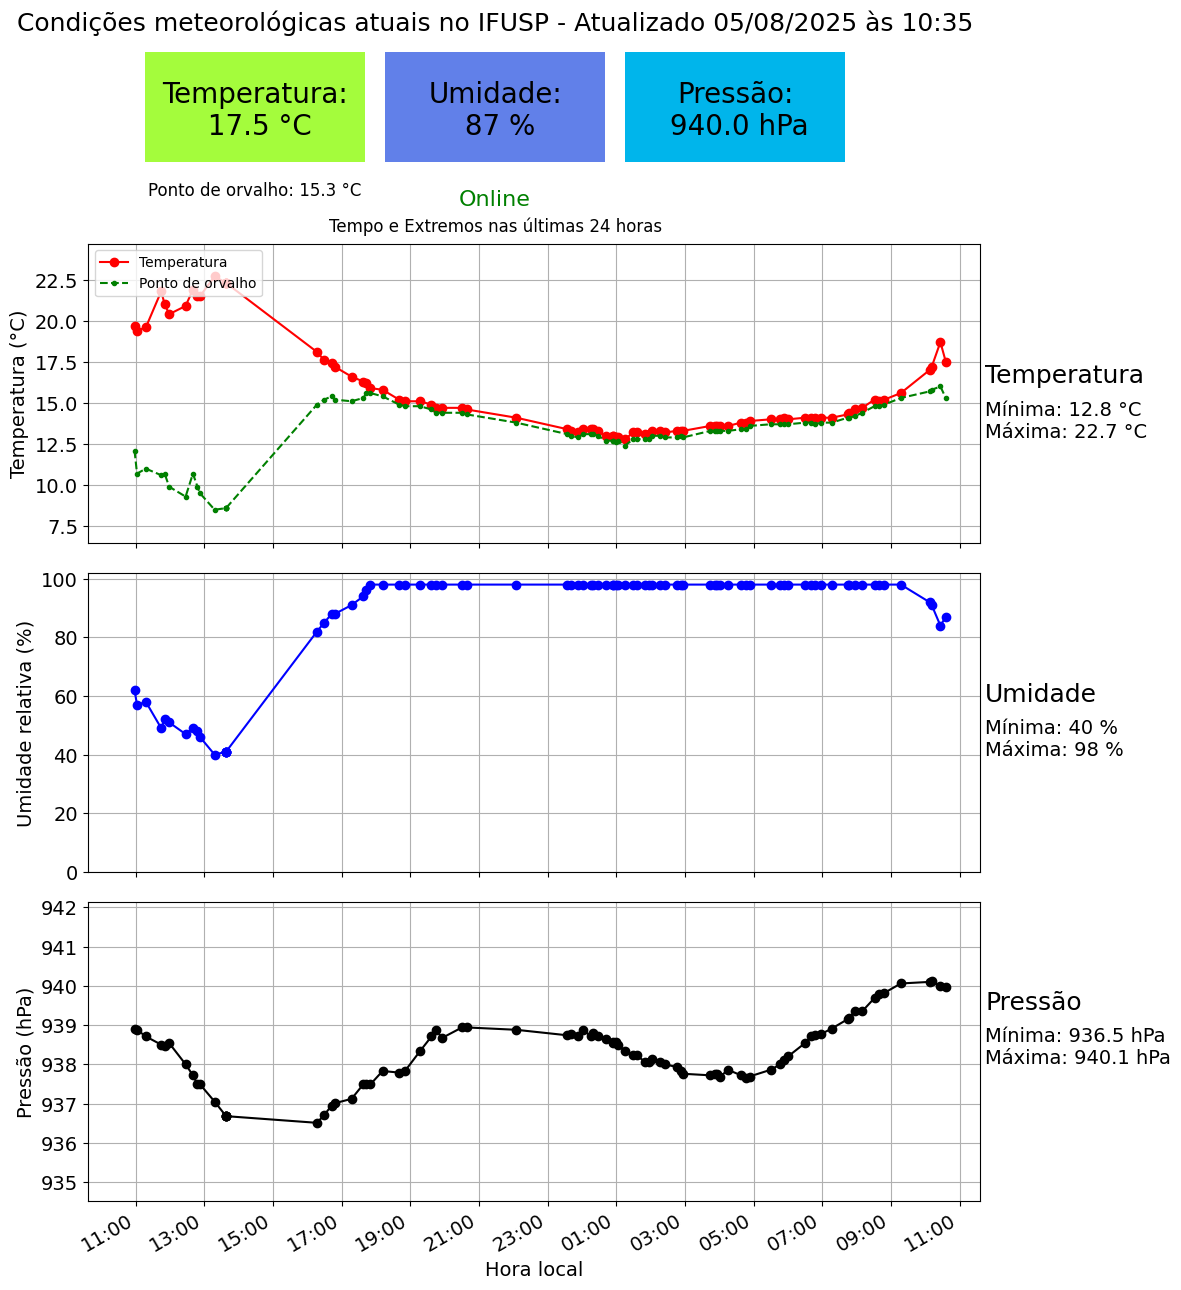 Condições meteorológicas atuais no IFUSP - Atualizado 05/08/2025 às 10:35
Temperatura:
17.5 °C
Umidade:
87 %
Pressão:
940.0 hPa
Ponto de orvalho: 15.3 °C
Online
Tempo e Extremos nas últimas 24 horas
Temperatura
Ponto de orvalho
Temperatura (°C)
22.5
20.0
17.5
15.0
12.5
10.0
7.5
Temperatura
Mínima: 12.8 °C
Máxima: 22.7 °C
Umidade relativa (%)
100
80
60
40
20
0
Umidade
Mínima: 40 %
Máxima: 98 %
Pressão (hPa)
942
941
940
939
938
937
936
935
Pressão
Mínima: 936.5 hPa
Máxima: 940.1 hPa
11:00
13:00
15:00
17:00
19:00
21:00
23:00
01:00
03:00
05:00
07:00
09:00
11:00
Hora local